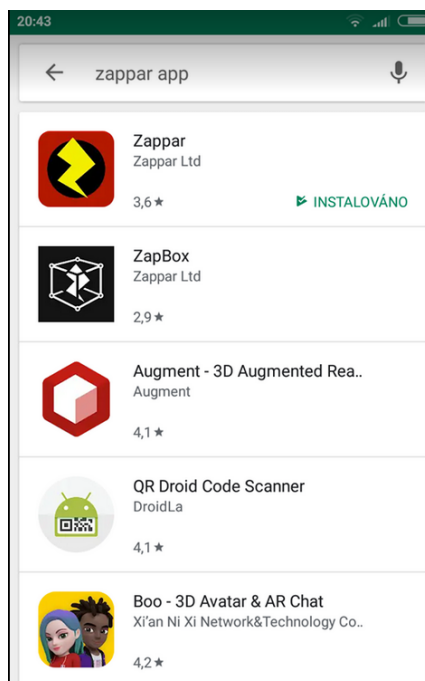 20:43
zappar app
Zappar
Zappar Ltd
3,6★
INSTALOVÁNO
ZapBox
Zappar Ltd
2,9★
Augment - 3D Augmented Rea..
Augment
4,1★
QR Droid Code Scanner
DroidLa
4,1★
Boo - 3D Avatar & AR Chat
Xi'an Ni Xi Network&Technology Co..
4,2★